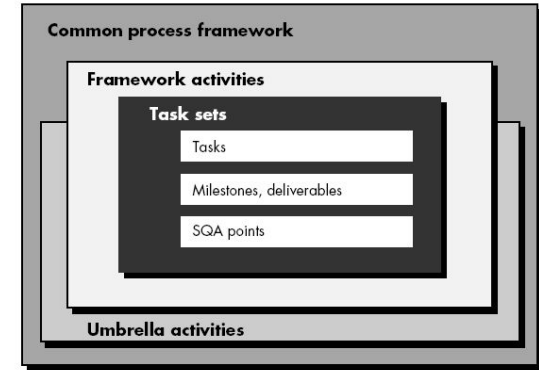 Common process framework
Framework activities
Task sets
Tasks
Milestones, deliverables
SQA points
Umbrella activities